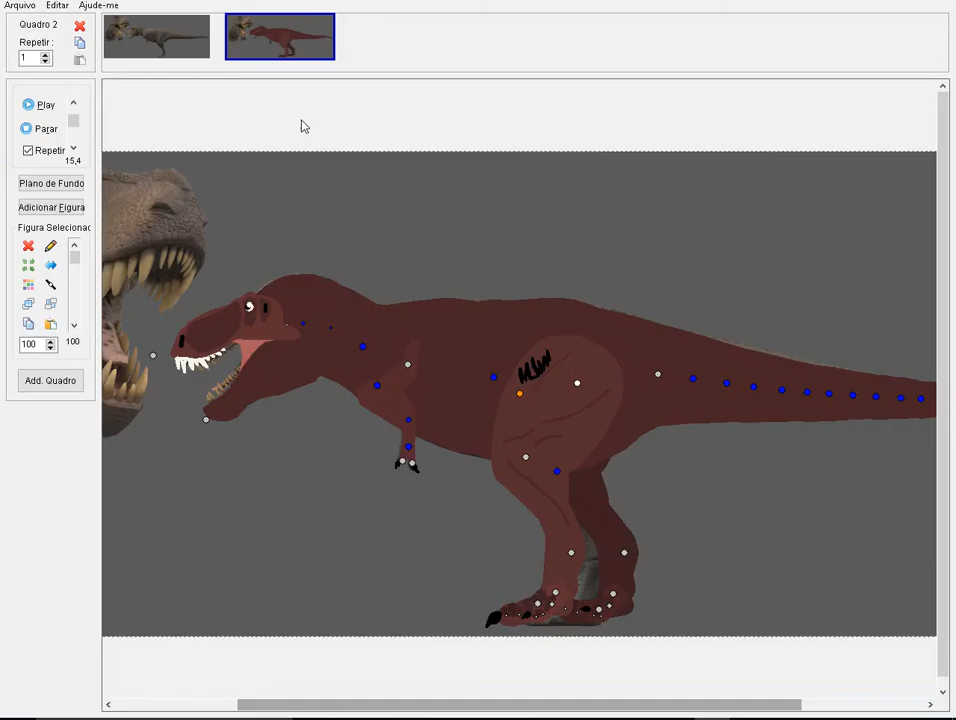 Arquivo Editar Ajude-me
Quadro 2
Repetir :
1
Play
Parar
Repetir
15,4
Plano de Fundo
Adicionar Figura
Figura Selecionac
100 100
Add. Quadro